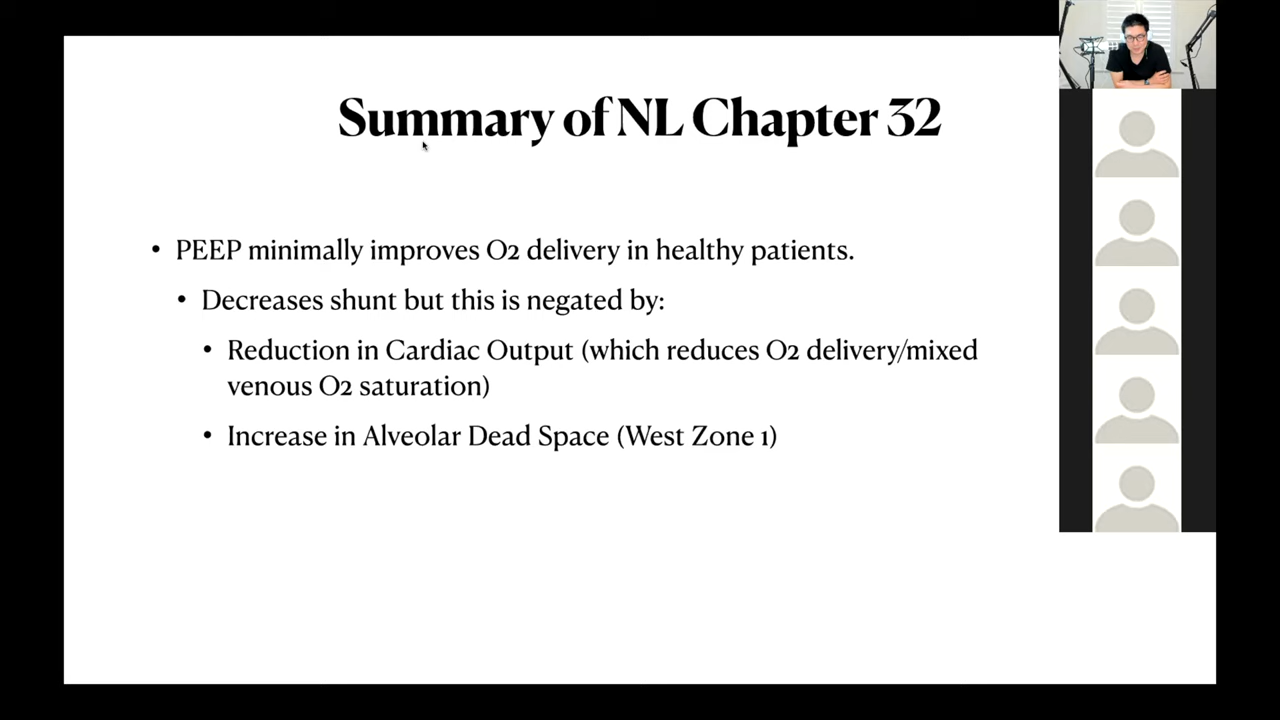 Summary of NL Chapter 32
• PEEP minimally improves O2 delivery in healthy patients.
• Decreases shunt but this is negated by:
• Reduction in Cardiac Output (which reduces O2 delivery/mixed
venous O2 saturation)
• Increase in Alveolar Dead Space (West Zone 1)